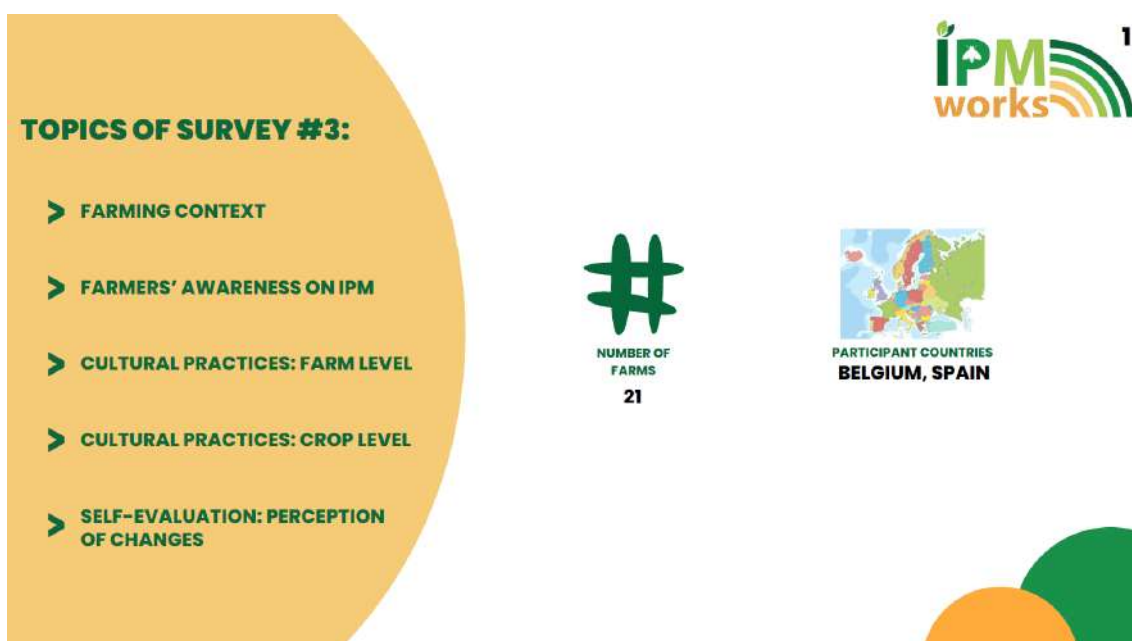 1
IPM
works
TOPICS OF SURVEY #3:
> FARMING CONTEXT
> FARMERS' AWARENESS ON IPM
> CULTURAL PRACTICES: FARM LEVEL
> CULTURAL PRACTICES: CROP LEVEL
> SELF-EVALUATION: PERCEPTION
OF CHANGES
#
NUMBER OF
FARMS
21
PARTICIPANT COUNTRIES
BELGIUM, SPAIN